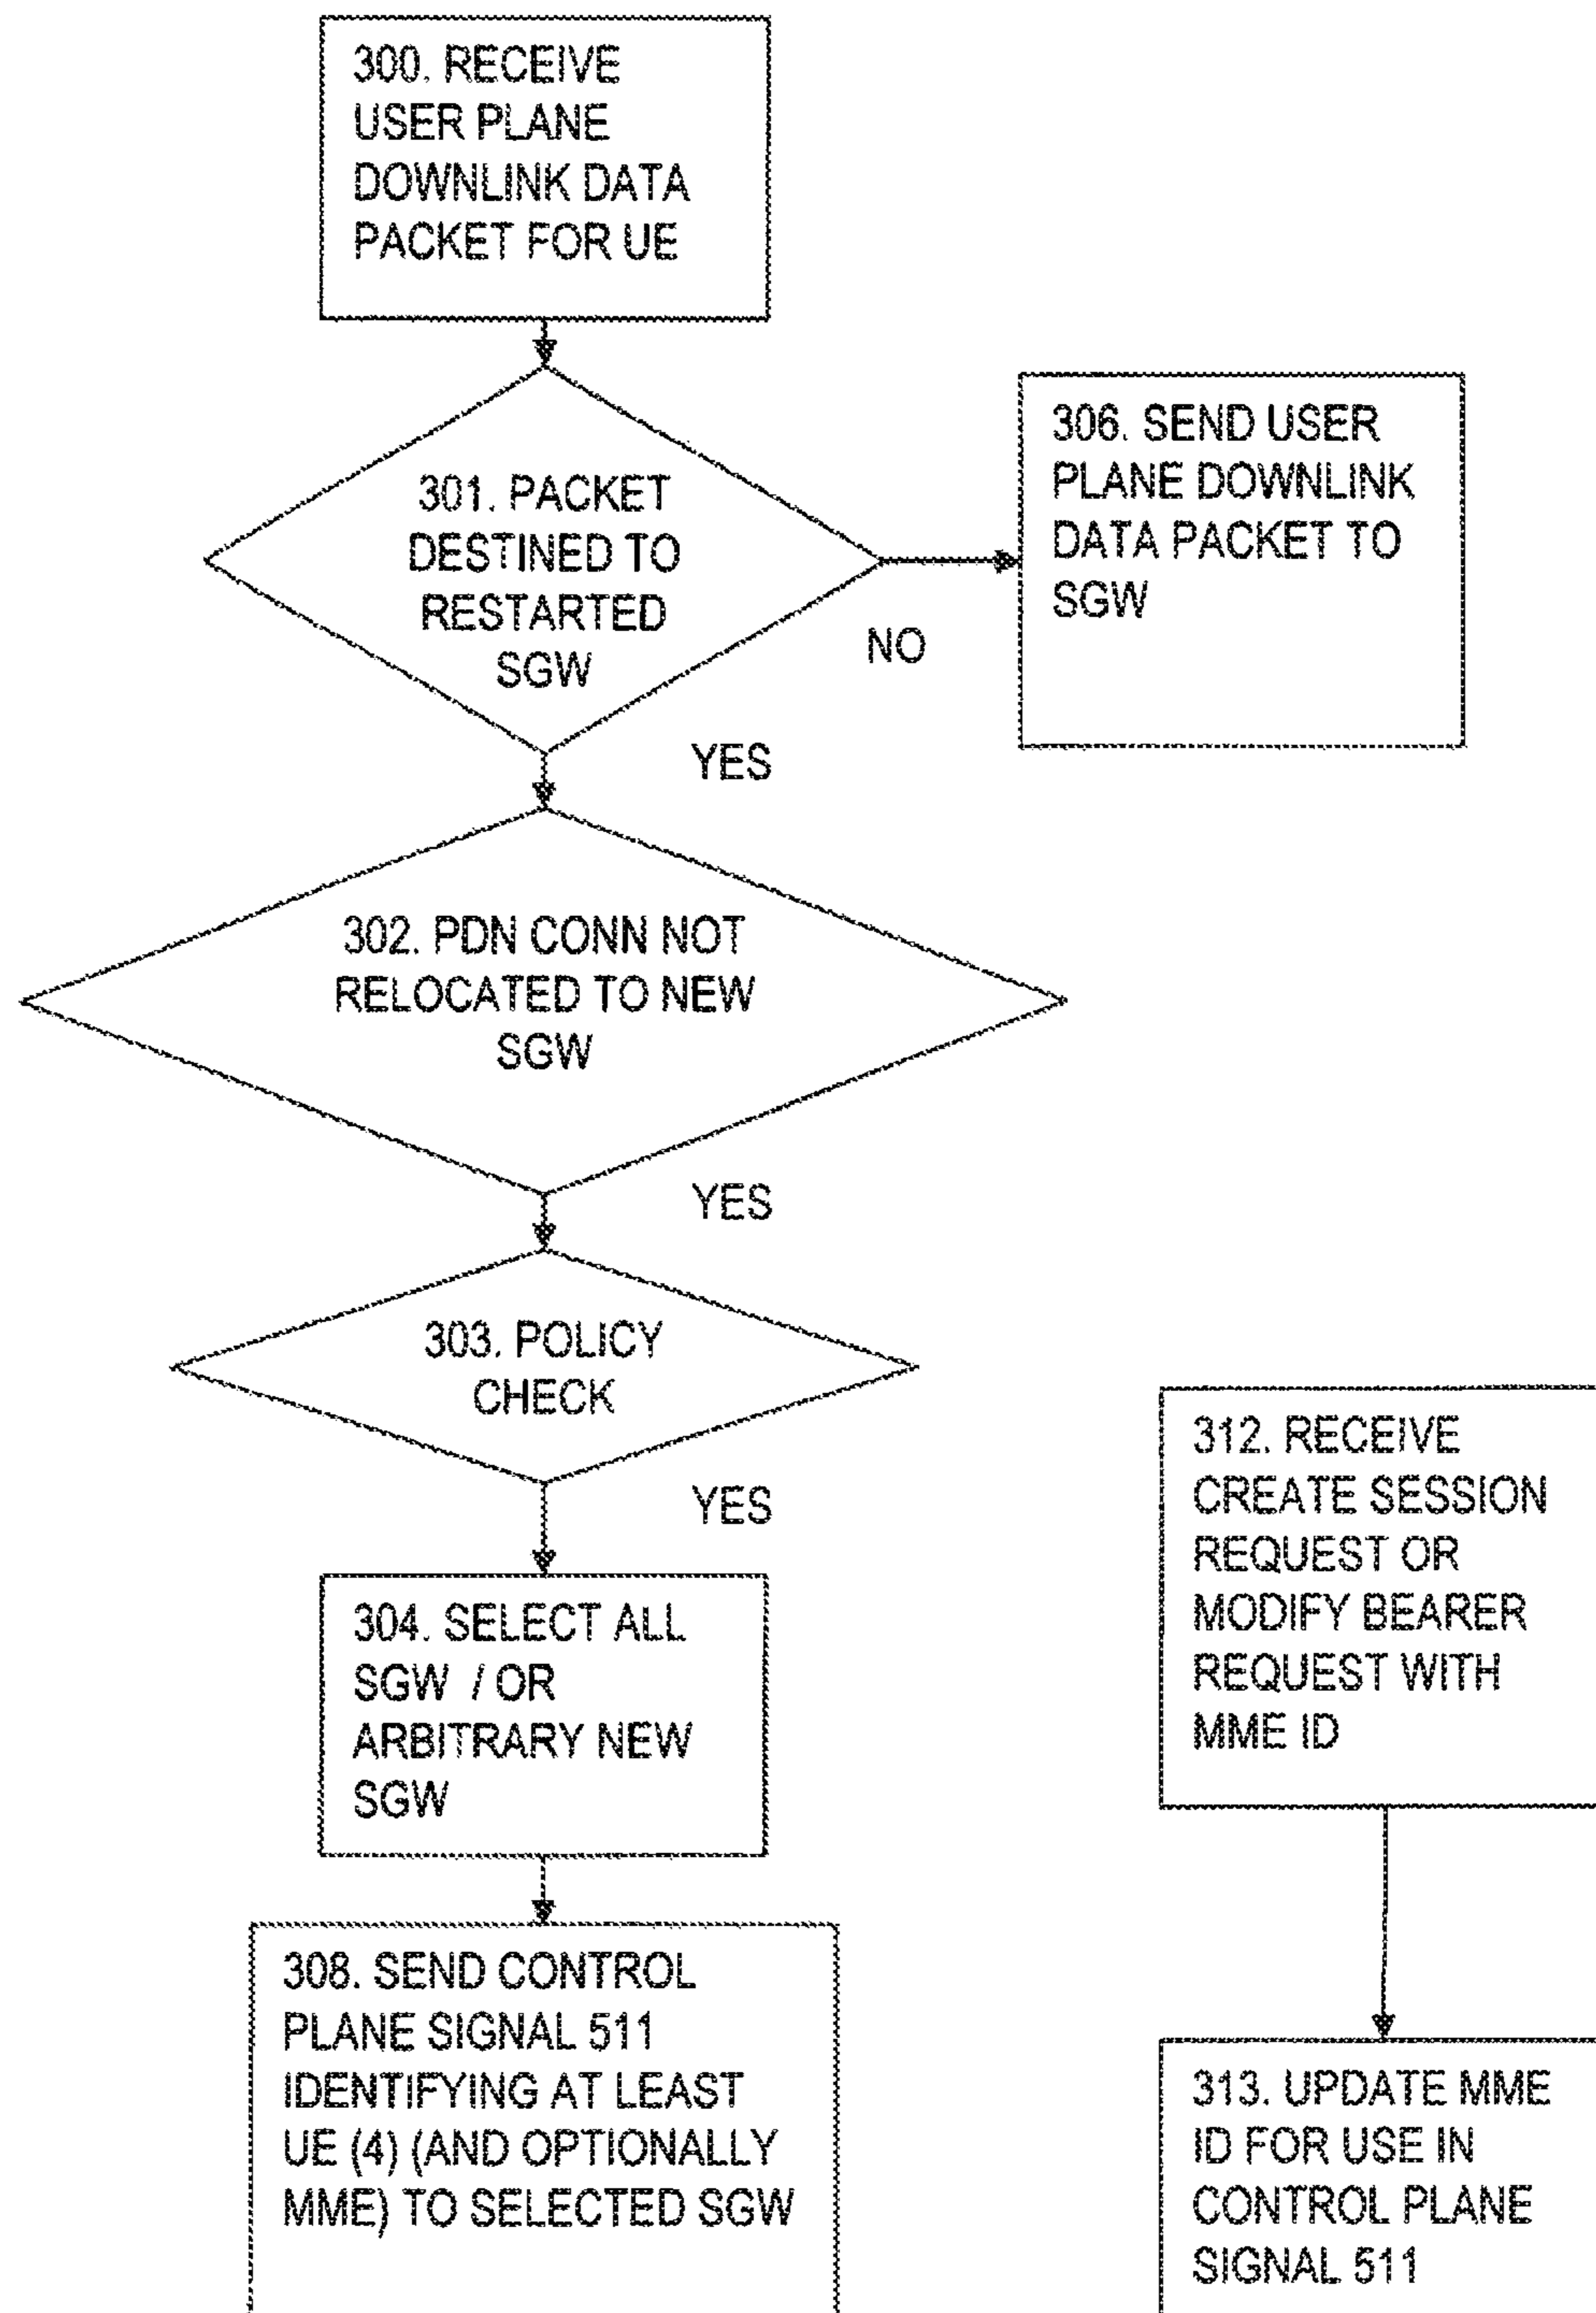 300. RECEIVE
USER PLANE
DOWNLINK DATA
PACKET FOR UE
301. PACKET
DESTINED TO
RESTARTED
SGW
NO
YES
306. SEND USER
PLANE DOWNLINK
DATA PACKET TO
SGW
302. PDN CONN NOT
RELOCATED TO NEW
SGW
YES
303. POLICY
CHECK
YES
304. SELECT ALL
SGW / OR
ARBITRARY NEW
SGW
308. SEND CONTROL
PLANE SIGNAL 511
IDENTIFYING AT LEAST
UE (4) (AND OPTIONALLY
MME) TO SELECTED SGW
312. RECEIVE
CREATE SESSION
REQUEST OR
MODIFY BEARER
REQUEST WITH
MME ID
313. UPDATE MME
ID FOR USE IN
CONTROL PLANE
SIGNAL 511